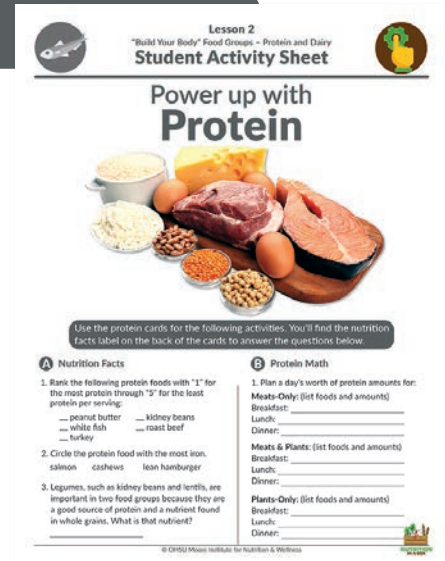 Lesson 2
"Build Your Body" Food Groups – Protein and Dairy
Student Activity Sheet
Power up with
Protein
Use the protein cards for the following activities. You'll find the nutrition
facts label on the back of the cards to answer the questions below.
A Nutrition Facts
1. Rank the following protein foods with "1" for
the most protein through "5" for the least
protein per serving:
__ peanut butter __ kidney beans
__ white fish __ roast beef
__ turkey
2. Circle the protein food with the most iron.
salmon cashews lean hamburger
3. Legumes, such as kidney beans and lentils, are
important in two food groups because they are
a good source of protein and a nutrient found
in whole grains. What is that nutrient?
B Protein Math
1. Plan a day's worth of protein amounts for:
Meats-Only: (list foods and amounts)
Breakfast:
Lunch:
Dinner:
Meats & Plants: (list foods and amounts)
Breakfast:
Lunch:
Dinner:
Plants-Only: (list foods and amounts)
Breakfast:
Lunch:
Dinner:
© OHSU Moore Institute for Nutrition & Wellness
NUTRITION
IN A BOX